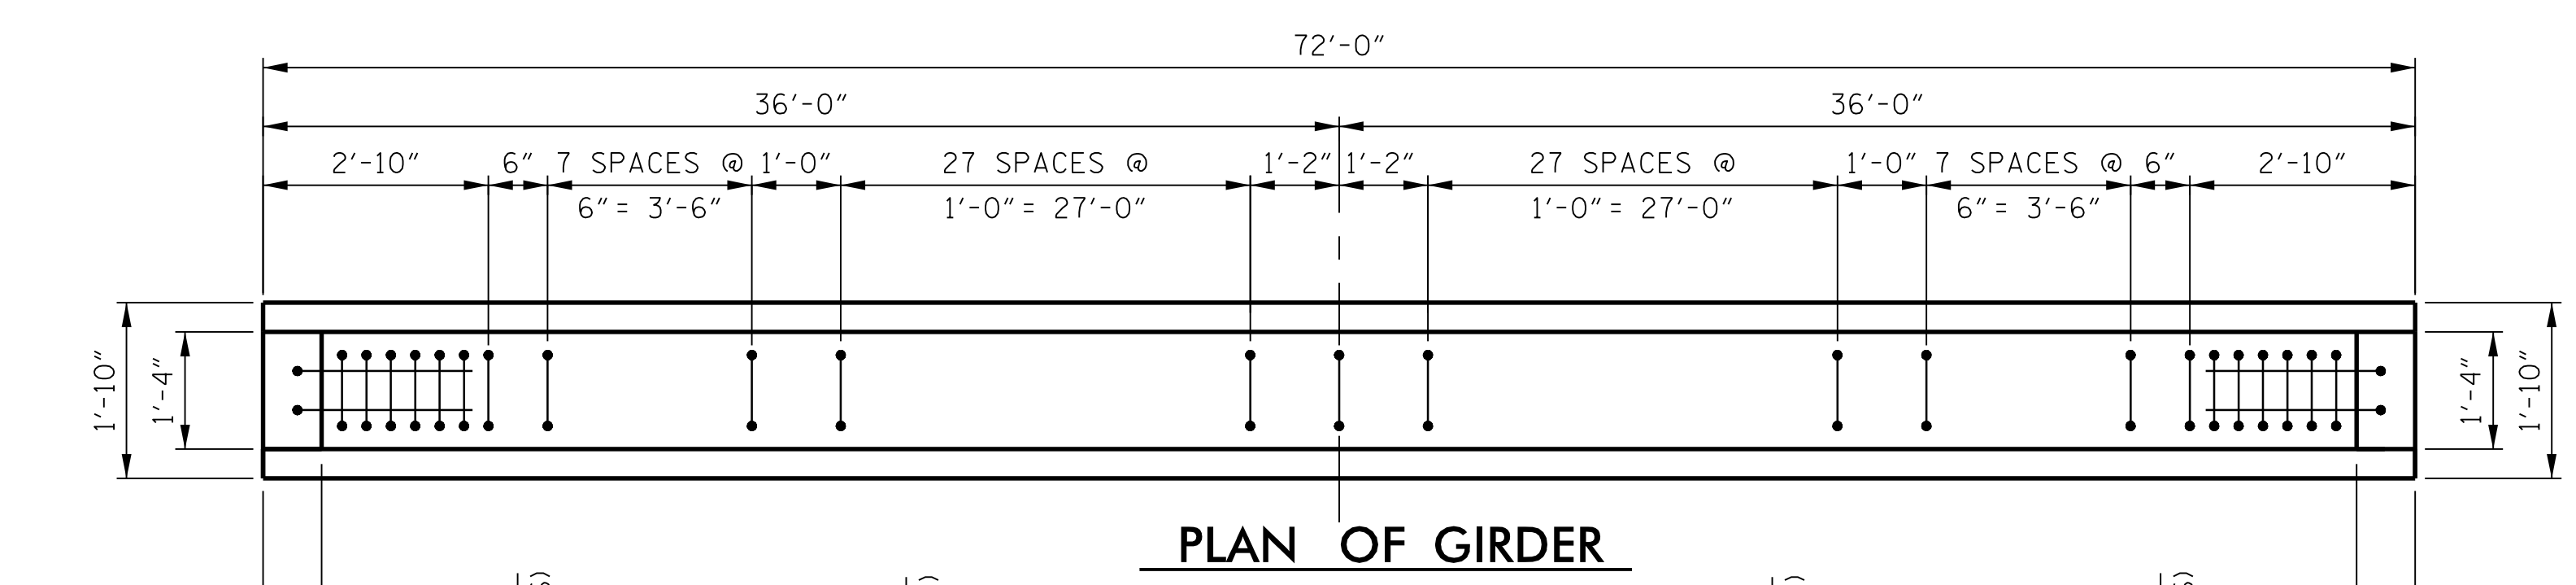 72'-0"
36'-0" 36'-0"
2'-10" 6" 7 SPACES @ 1'-0" 27 SPACES @ 1'-2" 1'-2" 27 SPACES @ 1'-0" 7 SPACES @ 6" 2'-10"
6"= 3'-6" 1'-0"= 27'-0" 1'-0"= 27'-0" 6"= 3'-6"
1'-10"
1'-4"
1'-4"
1'-10"
PLAN OF GIRDER